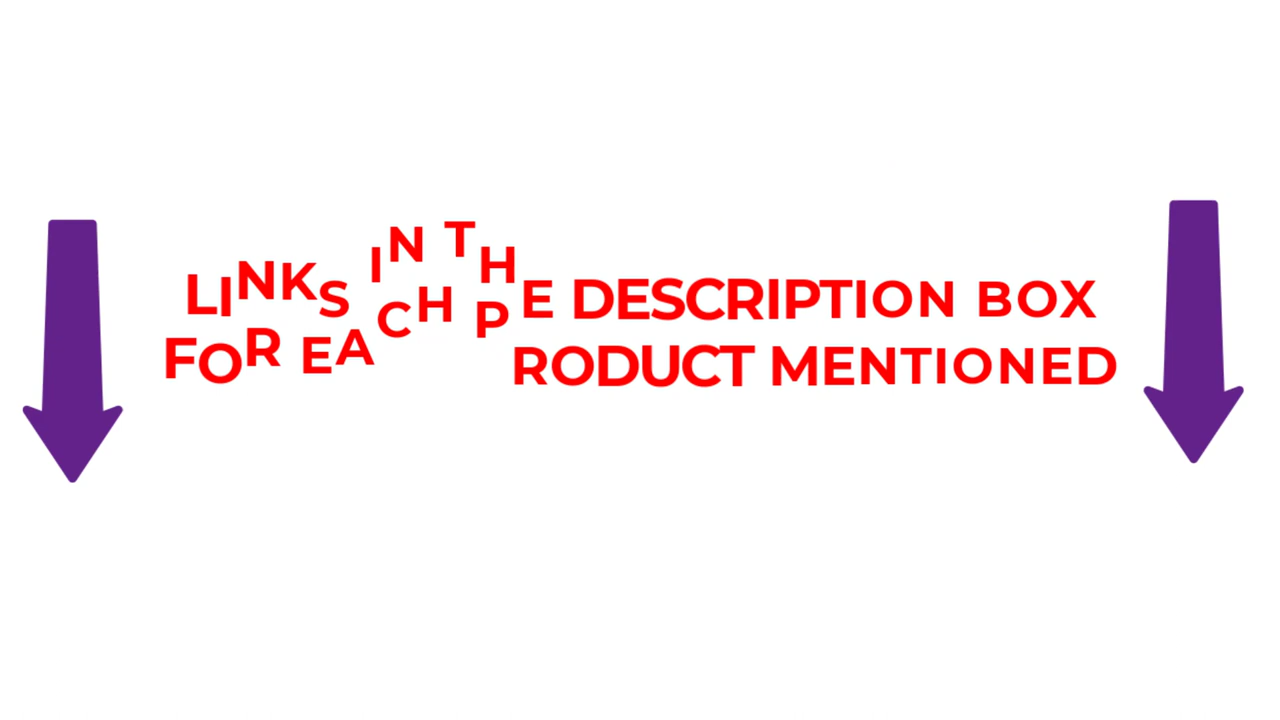 LINKS IN THE DESCRIPTION BOX
FOR EACH PRODUCT MENTIONED